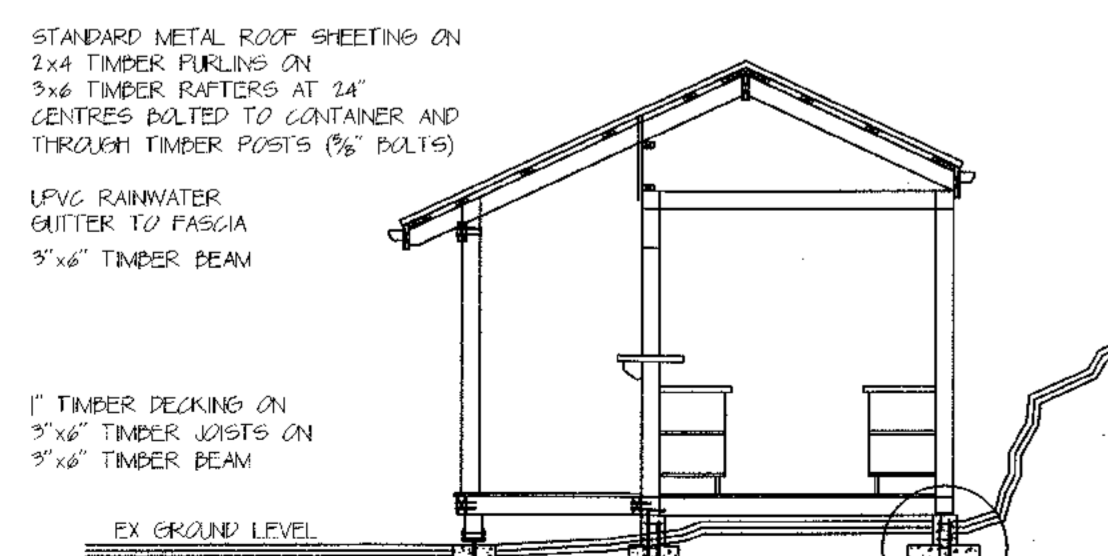 STANDARD METAL ROOF SHEETING ON
2x4 TIMBER PURLINS ON
3x6 TIMBER RAFTERS AT 24"
CENTRES BOLTED TO CONTAINER AND
THROUGH TIMBER POSTS (5/8" BOLTS)
UPVC RAINWATER
GUTTER TO FASCIA
3"x6" TIMBER BEAM
1" TIMBER DECKING ON
3"x6" TIMBER JOISTS ON
3"x6" TIMBER BEAM
EX GROUND LEVEL